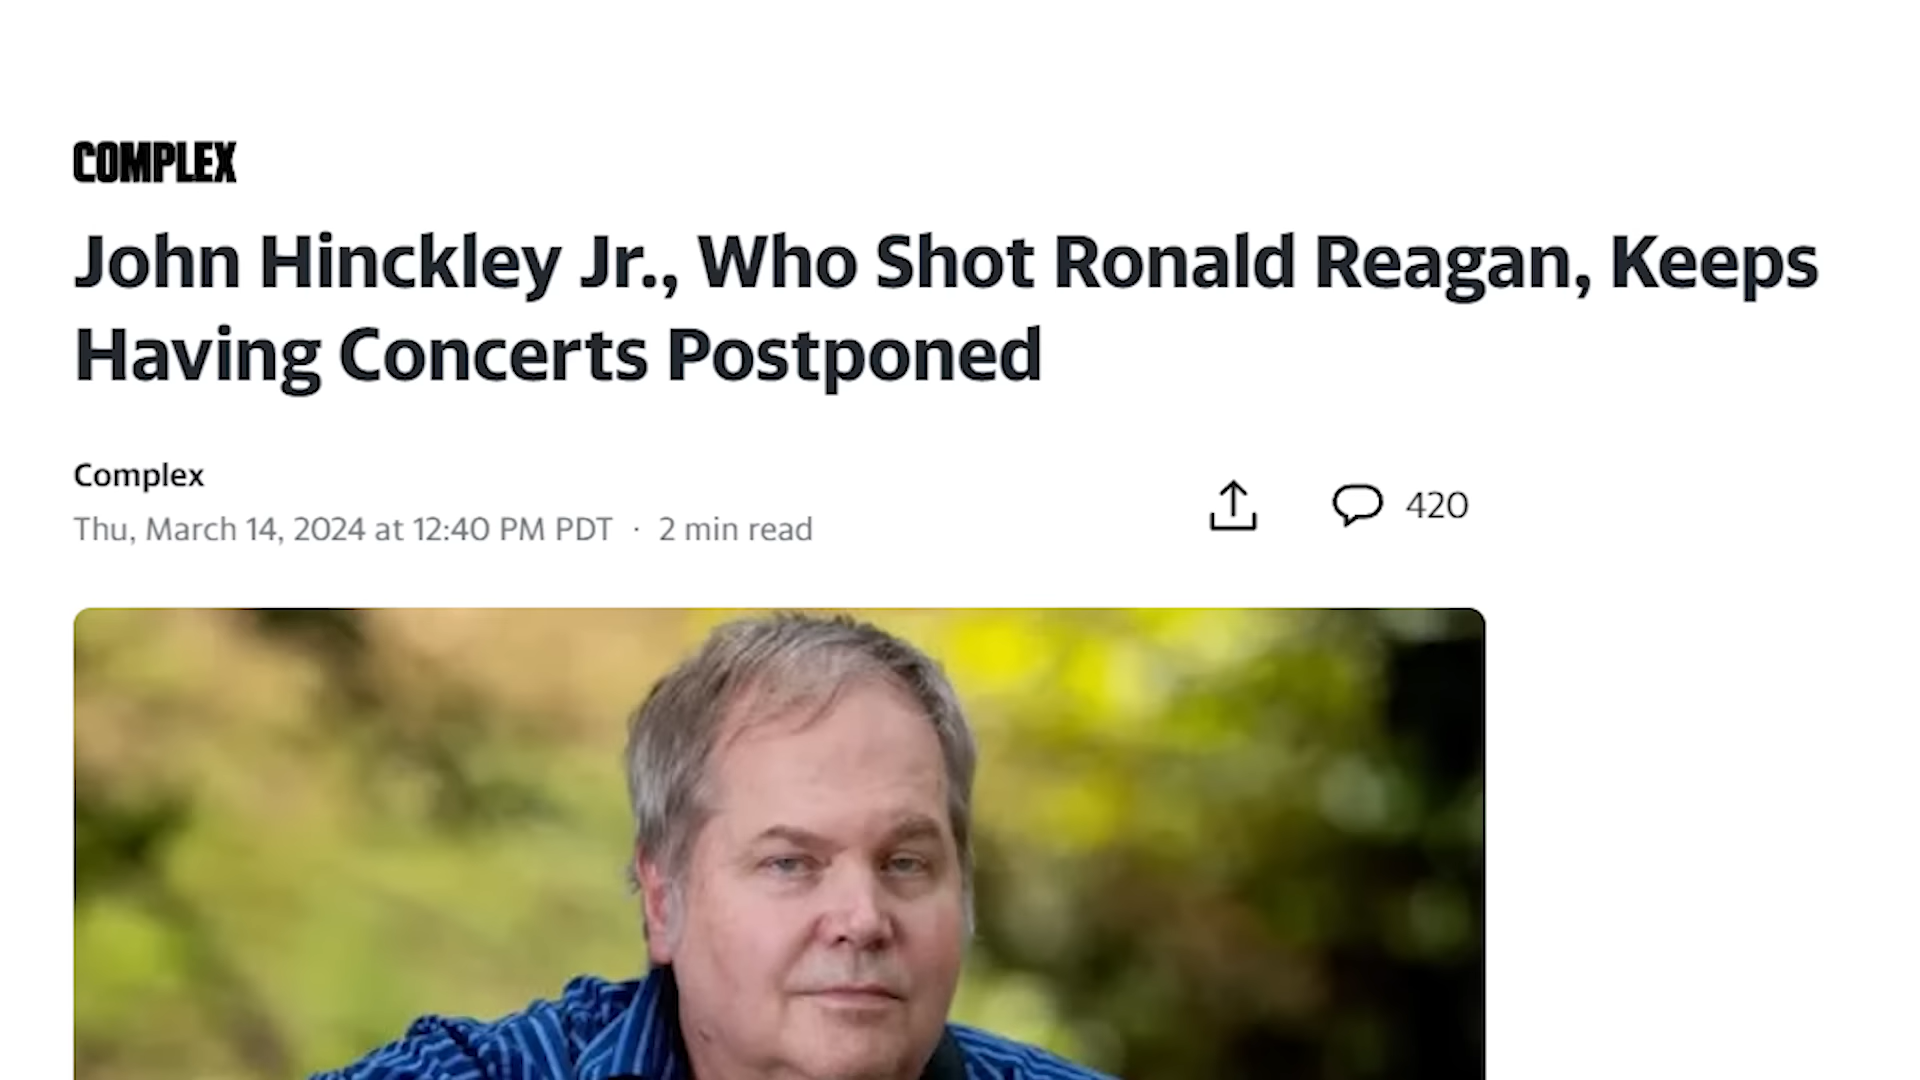 COMPLEX
John Hinckley Jr., Who Shot Ronald Reagan, Keeps
Having Concerts Postponed
Complex
Thu, March 14, 2024 at 12:40 PM PDT · 2 min read
420